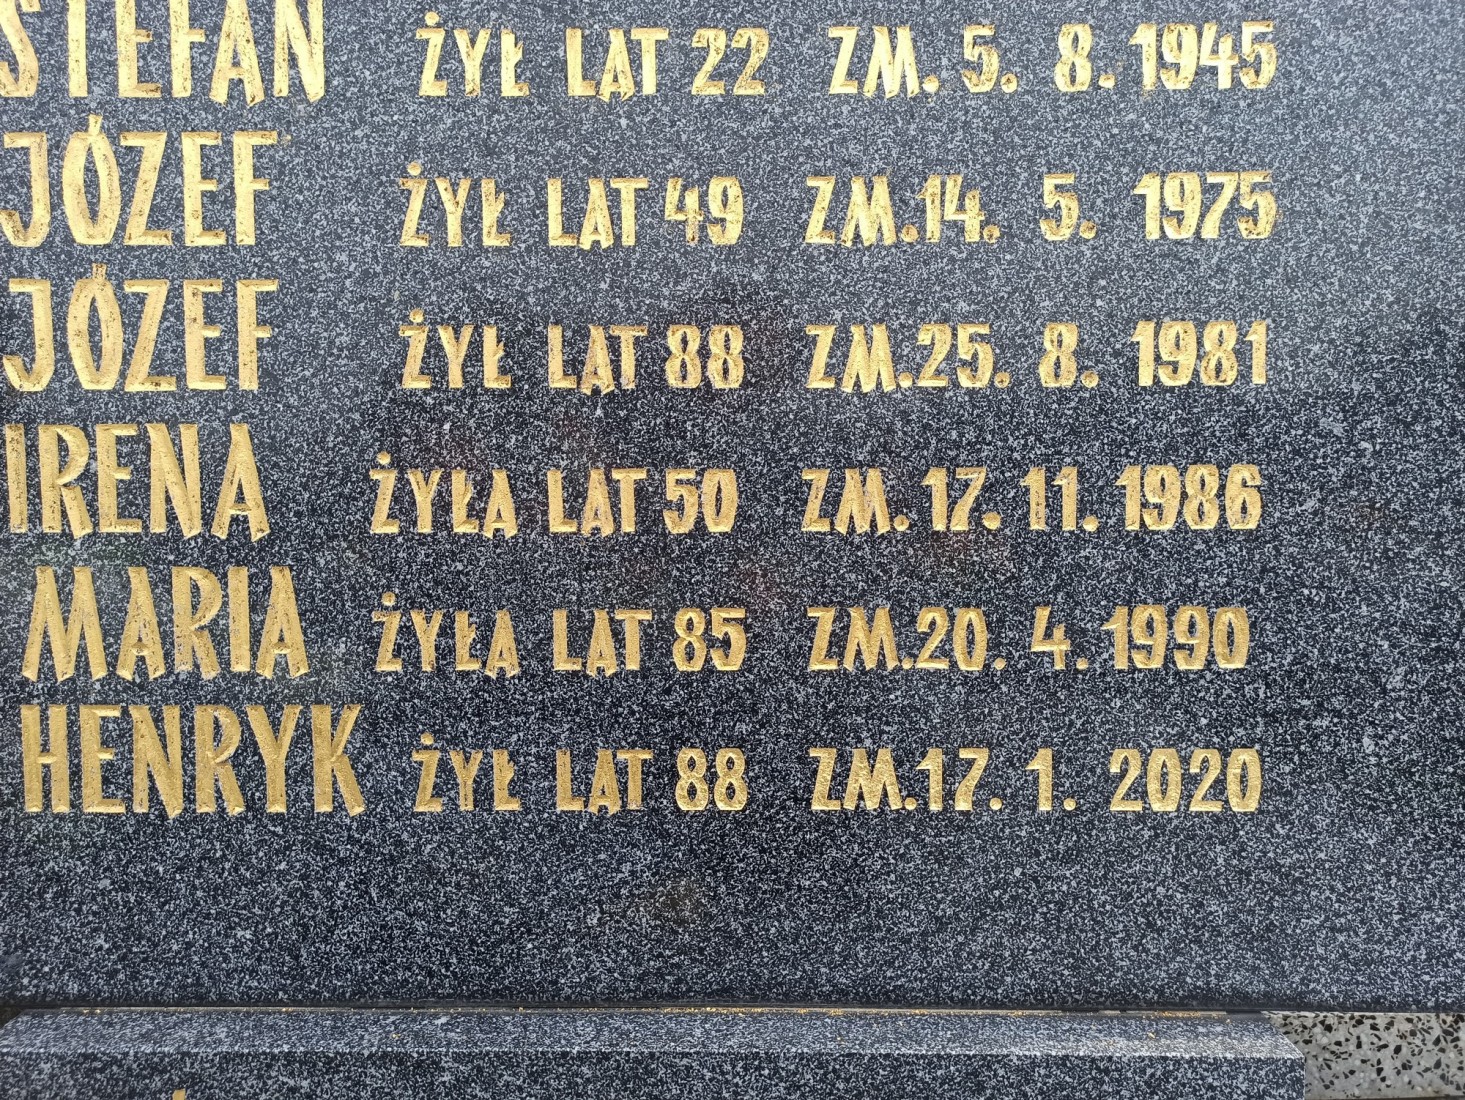 STEFAN ŻYŁ LAT 22 ZM. 5. 8. 1945
JÓZEF ŻYŁ LAT 49 ZM. 14. 5. 1975
JÓZEF ŻYŁ LAT 88 ZM. 25. 8. 1981
IRENA ŻYŁA LAT 50 ZM. 17. 11. 1986
MARIA ŻYŁA LAT 85 ZM. 20. 4. 1990
HENRYK ŻYŁ LAT 88 ZM. 17. 1. 2020